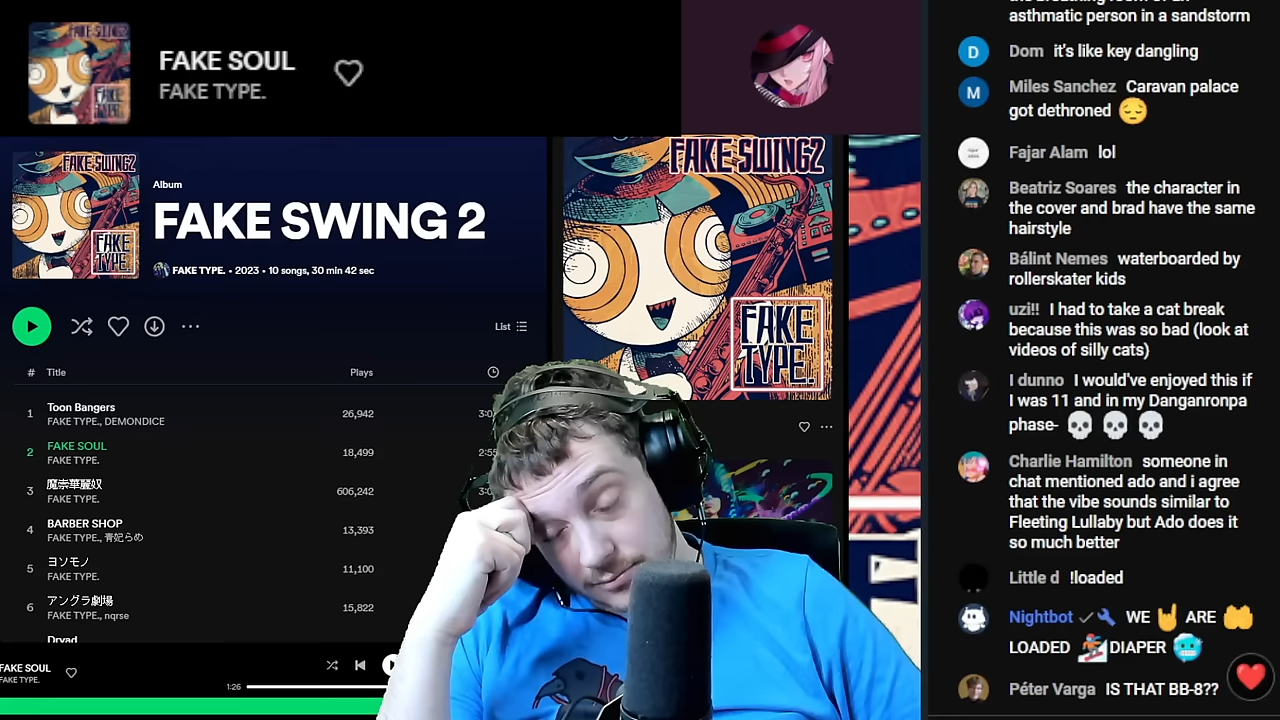 FAKE SOUL
FAKE TYPE.
Album
FAKE SWING 2
FAKE TYPE. • 2023 • 10 songs, 30 min 42 sec
List
# Title Plays
1 Toon Bangers 26,942 3:0
FAKE TYPE., DEMONDICE
2 FAKE SOUL 18,499 2:55
FAKE TYPE.
3 魔崇華麗奴 606,242 3:0
FAKE TYPE.
4 BARBER SHOP 13,393
FAKE TYPE., 青妃らめ
5 ヨソモノ 11,100
FAKE TYPE.
6 アングラ劇場 15,822
FAKE TYPE., nqrse
Dryad
FAKE SOUL
FAKE TYPE.
1:26
FAKE SWING2
FAKE TYPE.
FAKE SWING2
FAKE
TYPE.
asthmatic person in a sandstorm
Dom it's like key dangling
Miles Sanchez Caravan palace
got dethroned 😔
Fajar Alam lol
Beatriz Soares the character in
the cover and brad have the same
hairstyle
Bálint Nemes waterboarded by
rollerskater kids
uzi!! I had to take a cat break
because this was so bad (look at
videos of silly cats)
I dunno I would've enjoyed this if
I was 11 and in my Danganronpa
phase- 💀 💀 💀
Charlie Hamilton someone in
chat mentioned ado and i agree
that the vibe sounds similar to
Fleeting Lullaby but Ado does it
so much better
Little d !loaded
Nightbot WE 🤘 ARE 🤲
LOADED 🏂 DIAPER 🥶
Péter Varga IS THAT BB-8??